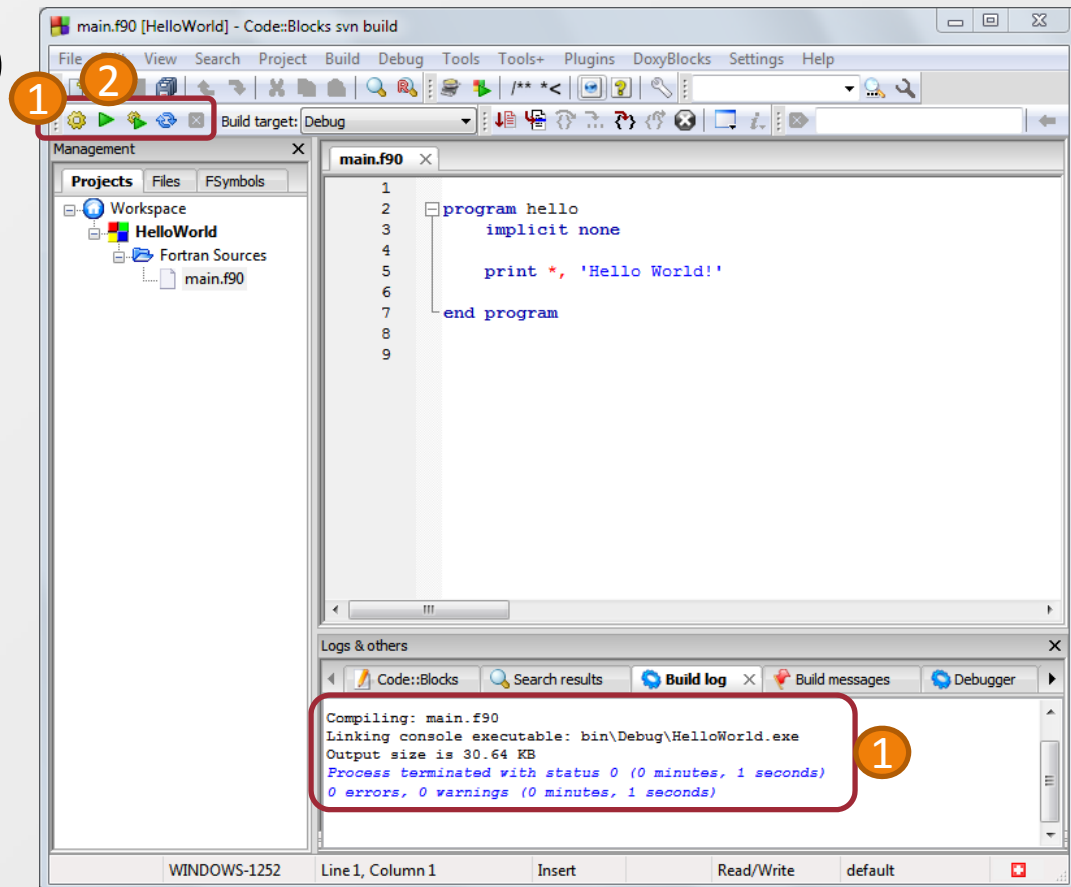 main.f90 [HelloWorld] - Code::Blocks svn build
File Edit View Search Project Build Debug Tools Tools+ Plugins DoxyBlocks Settings Help
1
2
/** *<
Build target: Debug
Management
main.f90
Projects Files FSymbols
Workspace
HelloWorld
Fortran Sources
main.f90
1
2 program hello
3 implicit none
4
5 print *, 'Hello World!'
6
7 end program
8
9
Logs & others
Code::Blocks Search results Build log Build messages Debugger
Compiling: main.f90
Linking console executable: bin\Debug\HelloWorld.exe
Output size is 30.64 KB
Process terminated with status 0 (0 minutes, 1 seconds)
0 errors, 0 warnings (0 minutes, 1 seconds)
1
WINDOWS-1252 Line 1, Column 1 Insert Read/Write default